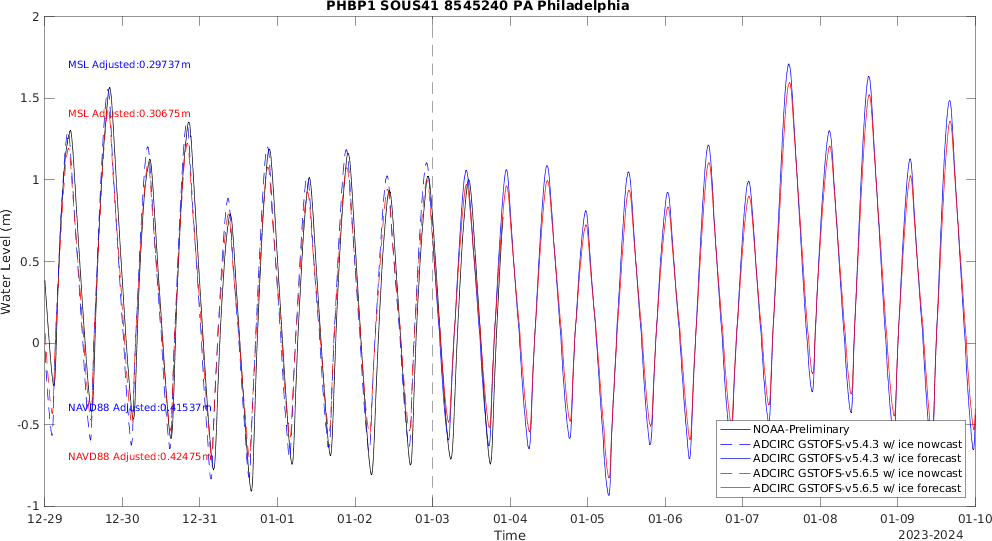 PHBP1 SOUS41 8545240 PA Philadelphia
2
1.5
1
0.5
0
-0.5
-1
Water Level (m)
MSL Adjusted:0.29737m
MSL Adjusted:0.30675m
NAVD88 Adjusted:0.41537m
NAVD88 Adjusted:0.42475m
NOAA-Preliminary
ADCIRC GSTOFS-v5.4.3 w/ ice nowcast
ADCIRC GSTOFS-v5.4.3 w/ ice forecast
ADCIRC GSTOFS-v5.6.5 w/ ice nowcast
ADCIRC GSTOFS-v5.6.5 w/ ice forecast
12-29 12-30 12-31 01-01 01-02 01-03 01-04 01-05 01-06 01-07 01-08 01-09 01-10
Time
2023-2024